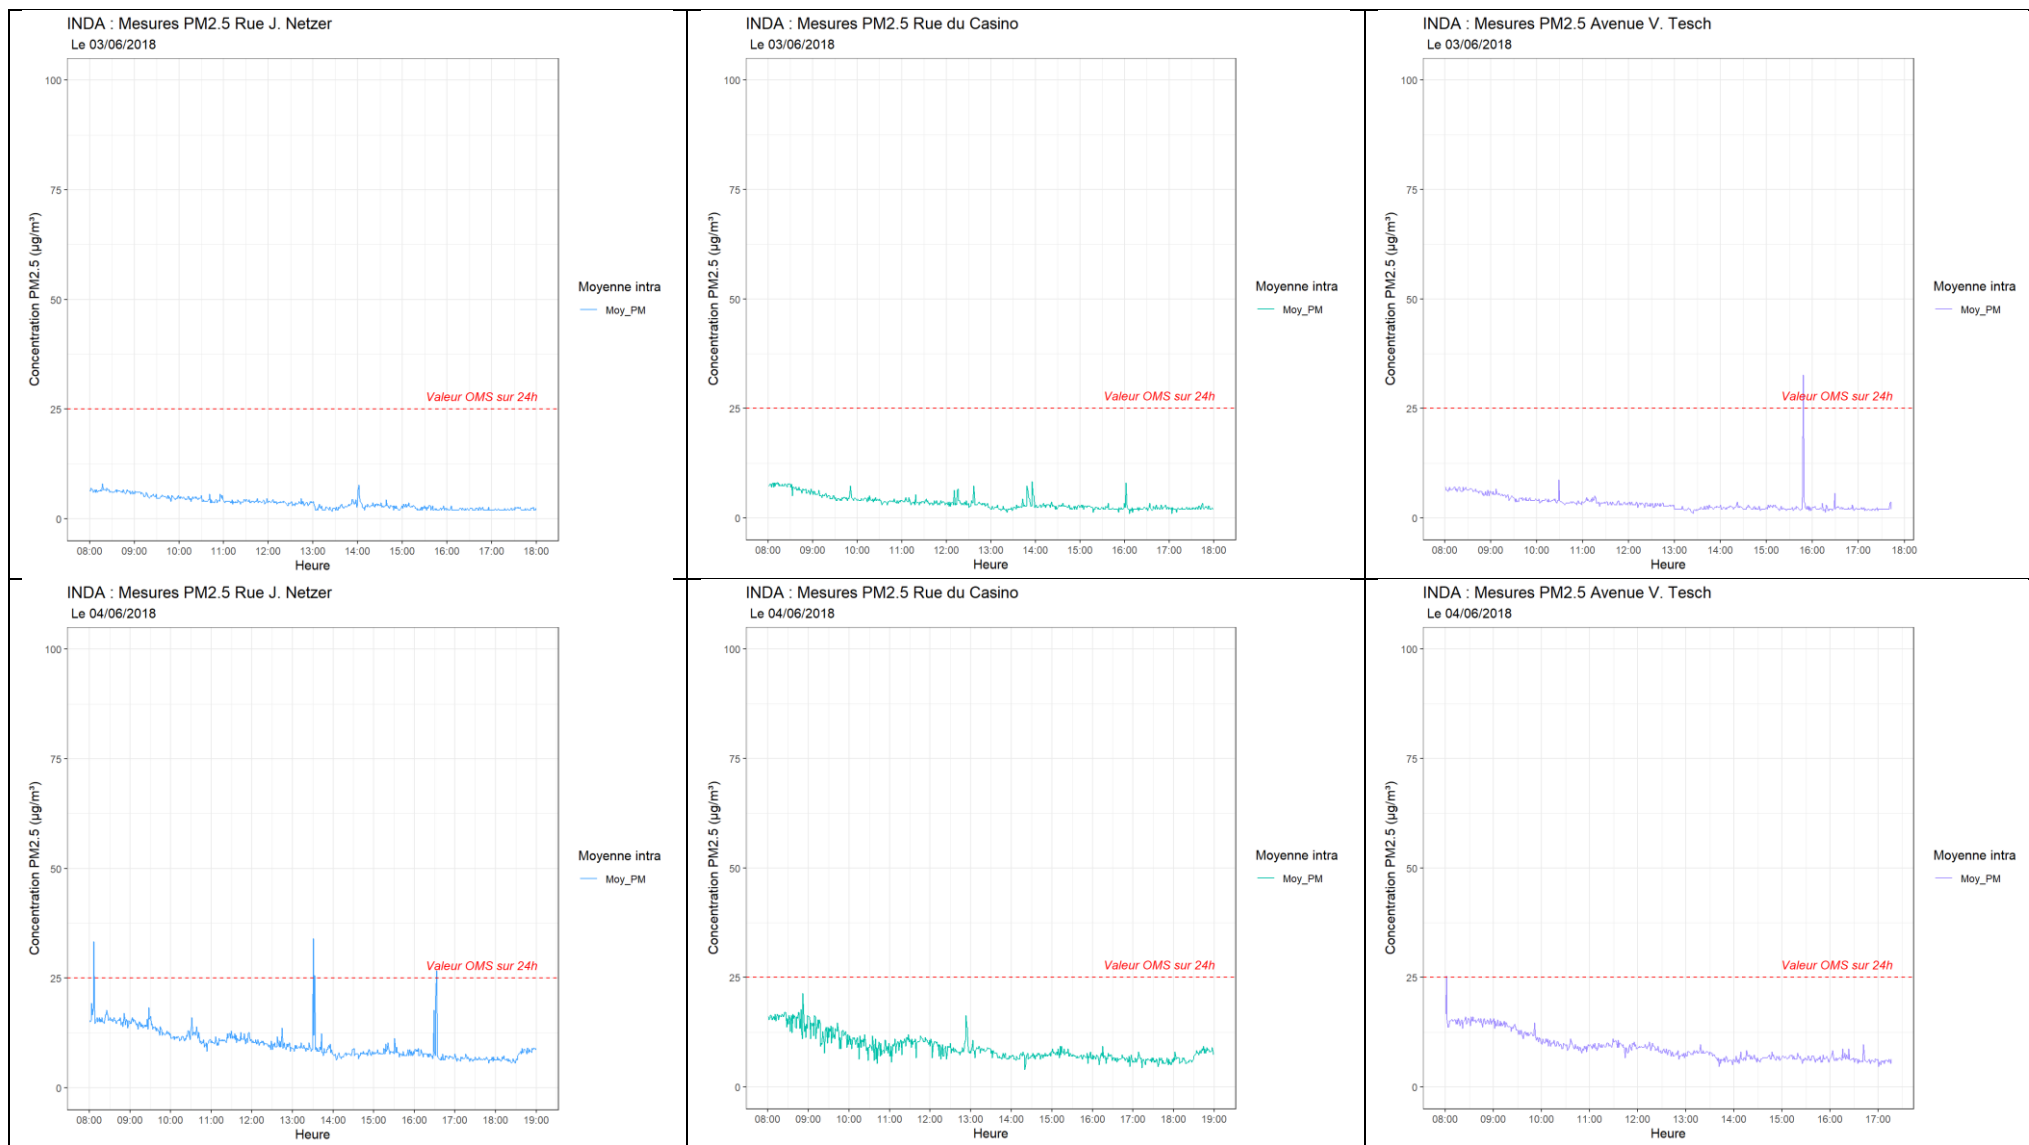 INDA : Mesures PM2.5 Rue J. Netzer
Le 03/06/2018
100
75
50
25
0
Concentration PM2.5 (µg/m³)
Valeur OMS sur 24h
08:00 09:00 10:00 11:00 12:00 13:00 14:00 15:00 16:00 17:00 18:00
Heure
Moyenne intra
Moy_PM
INDA : Mesures PM2.5 Rue du Casino
Le 03/06/2018
100
75
50
25
0
Concentration PM2.5 (µg/m³)
Valeur OMS sur 24h
08:00 09:00 10:00 11:00 12:00 13:00 14:00 15:00 16:00 17:00 18:00
Heure
Moyenne intra
Moy_PM
INDA : Mesures PM2.5 Avenue V. Tesch
Le 03/06/2018
100
75
50
25
0
Concentration PM2.5 (µg/m³)
Valeur OMS sur 24h
08:00 09:00 10:00 11:00 12:00 13:00 14:00 15:00 16:00 17:00 18:00
Heure
Moyenne intra
Moy_PM
INDA : Mesures PM2.5 Rue J. Netzer
Le 04/06/2018
100
75
50
25
0
Concentration PM2.5 (µg/m³)
Valeur OMS sur 24h
08:00 09:00 10:00 11:00 12:00 13:00 14:00 15:00 16:00 17:00 18:00 19:00
Heure
Moyenne intra
Moy_PM
INDA : Mesures PM2.5 Rue du Casino
Le 04/06/2018
100
75
50
25
0
Concentration PM2.5 (µg/m³)
Valeur OMS sur 24h
08:00 09:00 10:00 11:00 12:00 13:00 14:00 15:00 16:00 17:00 18:00 19:00
Heure
Moyenne intra
Moy_PM
INDA : Mesures PM2.5 Avenue V. Tesch
Le 04/06/2018
100
75
50
25
0
Concentration PM2.5 (µg/m³)
Valeur OMS sur 24h
08:00 09:00 10:00 11:00 12:00 13:00 14:00 15:00 16:00 17:00
Heure
Moyenne intra
Moy_PM